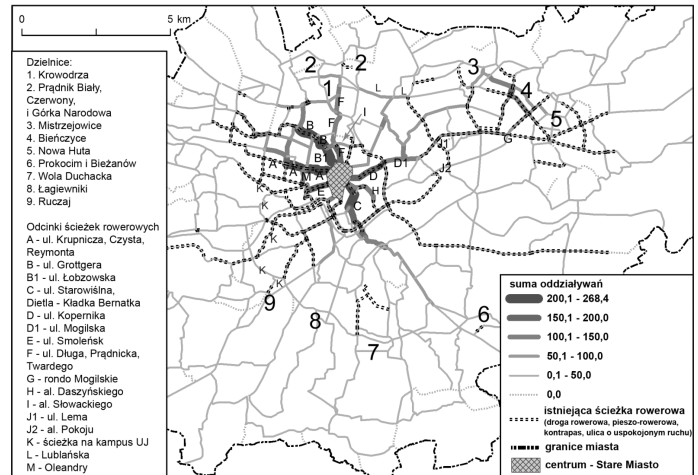 0 5 km
Dzielnice:
1. Krowodrza
2. Prądnik Biały,
Czerwony,
i Górka Narodowa
3. Mistrzejowice
4. Bieńczyce
5. Nowa Huta
6. Prokocim i Bieżanów
7. Wola Duchacka
8. Łagiewniki
9. Ruczaj
Odcinki ścieżek rowerowych
A - ul. Krupnicza, Czysta,
Reymonta
B - ul. Grottgera
B1 - ul. Łobzowska
C - ul. Starowiślna,
Dietla - Kładka Bernatka
D - ul. Kopernika
D1 - ul. Mogilska
E - ul. Smoleńsk
F - ul. Długa, Prądnicka,
Twardego
G - rondo Mogilskie
H - al. Daszyńskiego
I - al. Słowackiego
J1 - ul. Lema
J2 - al. Pokoju
K - ścieżka na kampus UJ
L - Lublańska
M - Oleandry
2 2 3
1 L L 4
F I 5
B F
B J1 G
B1 F D1
A A M A D J2
E H
K C
K
K K
9 8 7 6
suma oddziaływań
200,1 - 268,4
150,1 - 200,0
100,1 - 150,0
50,1 - 100,0
0,1 - 50,0
0,0
istniejąca ścieżka rowerowa
(droga rowerowa, pieszo-rowerowa,
kontrapas, ulica o uspokojonym ruchu)
granice miasta
centrum - Stare Miasto